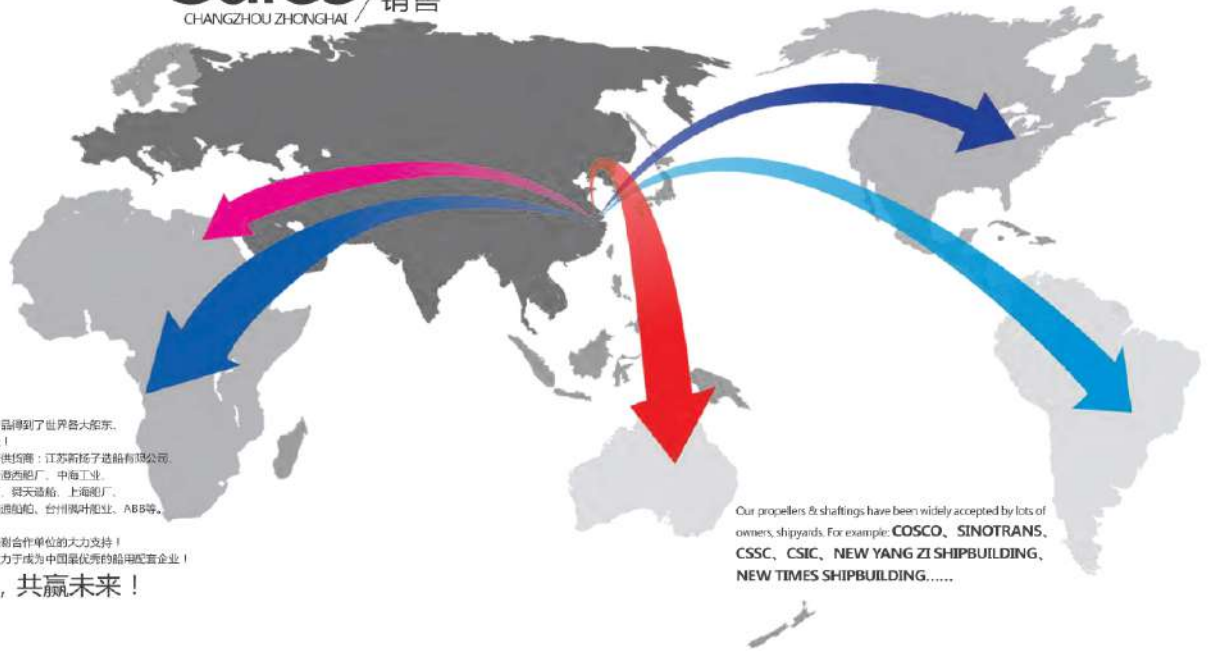 CHANGZHOU ZHONGHAI
销售
品得到了世界各大船东、
！
供货商：江苏新扬子造船有限公司、
澄西船厂、中海工业、
、舜天造船、上海船厂、
通船舶、台州枫叶船业、ABB等。
合作单位的大力支持！
力于成为中国最优秀的船用配套企业！
，共赢未来！
Our propellers & shaftings have been widely accepted by lots of
owners, shipyards. For example: COSCO、SINOTRANS、
CSSC、CSIC、NEW YANG ZI SHIPBUILDING、
NEW TIMES SHIPBUILDING……